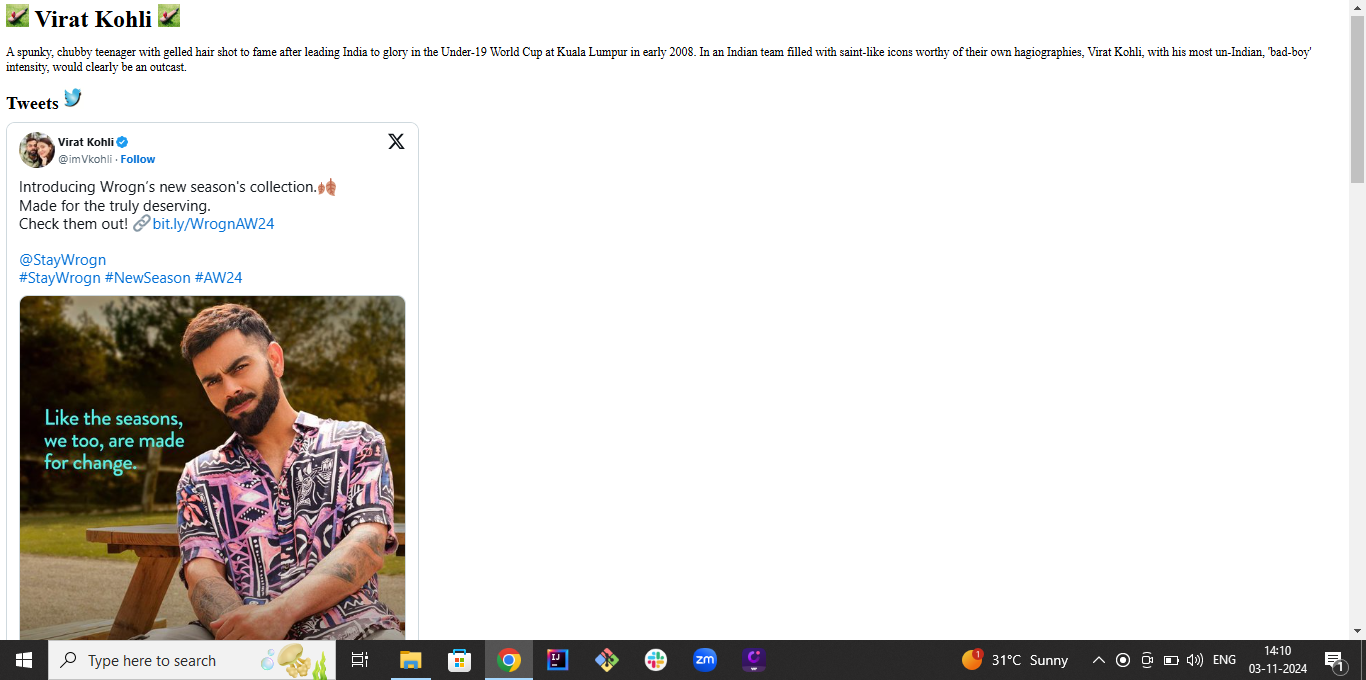 Virat Kohli
A spunky, chubby teenager with gelled hair shot to fame after leading India to glory in the Under-19 World Cup at Kuala Lumpur in early 2008. In an Indian team filled with saint-like icons worthy of their own hagiographies, Virat Kohli, with his most un-Indian, 'bad-boy'
intensity, would clearly be an outcast.
Tweets
Virat Kohli
@imVkohli · Follow
X
Introducing Wrogn’s new season's collection.🍂
Made for the truly deserving.
Check them out! 🔗bit.ly/WrognAW24
@StayWrogn
#StayWrogn #NewSeason #AW24
Like the seasons,
we too, are made
for change.
Type here to search
IJ
zm
1
31°C Sunny
ENG
14:10
03-11-2024
1